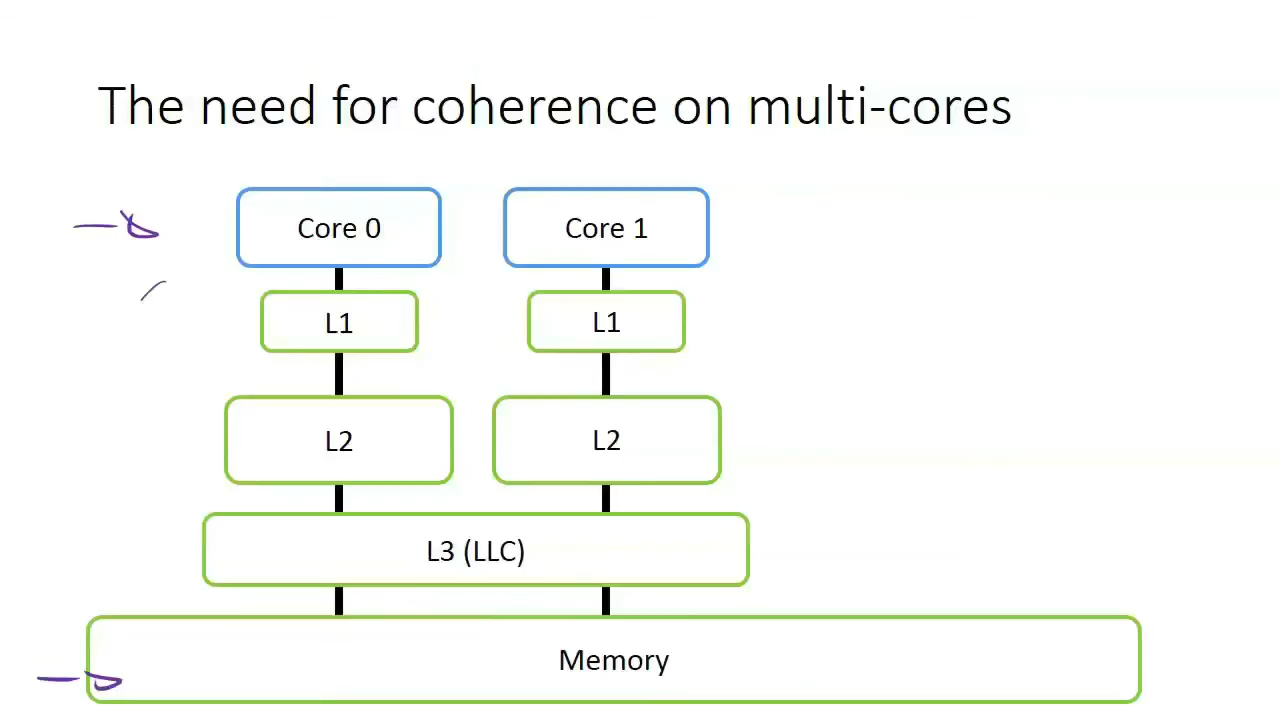 The need for coherence on multi-cores
Core 0 Core 1
L1 L1
L2 L2
L3 (LLC)
Memory